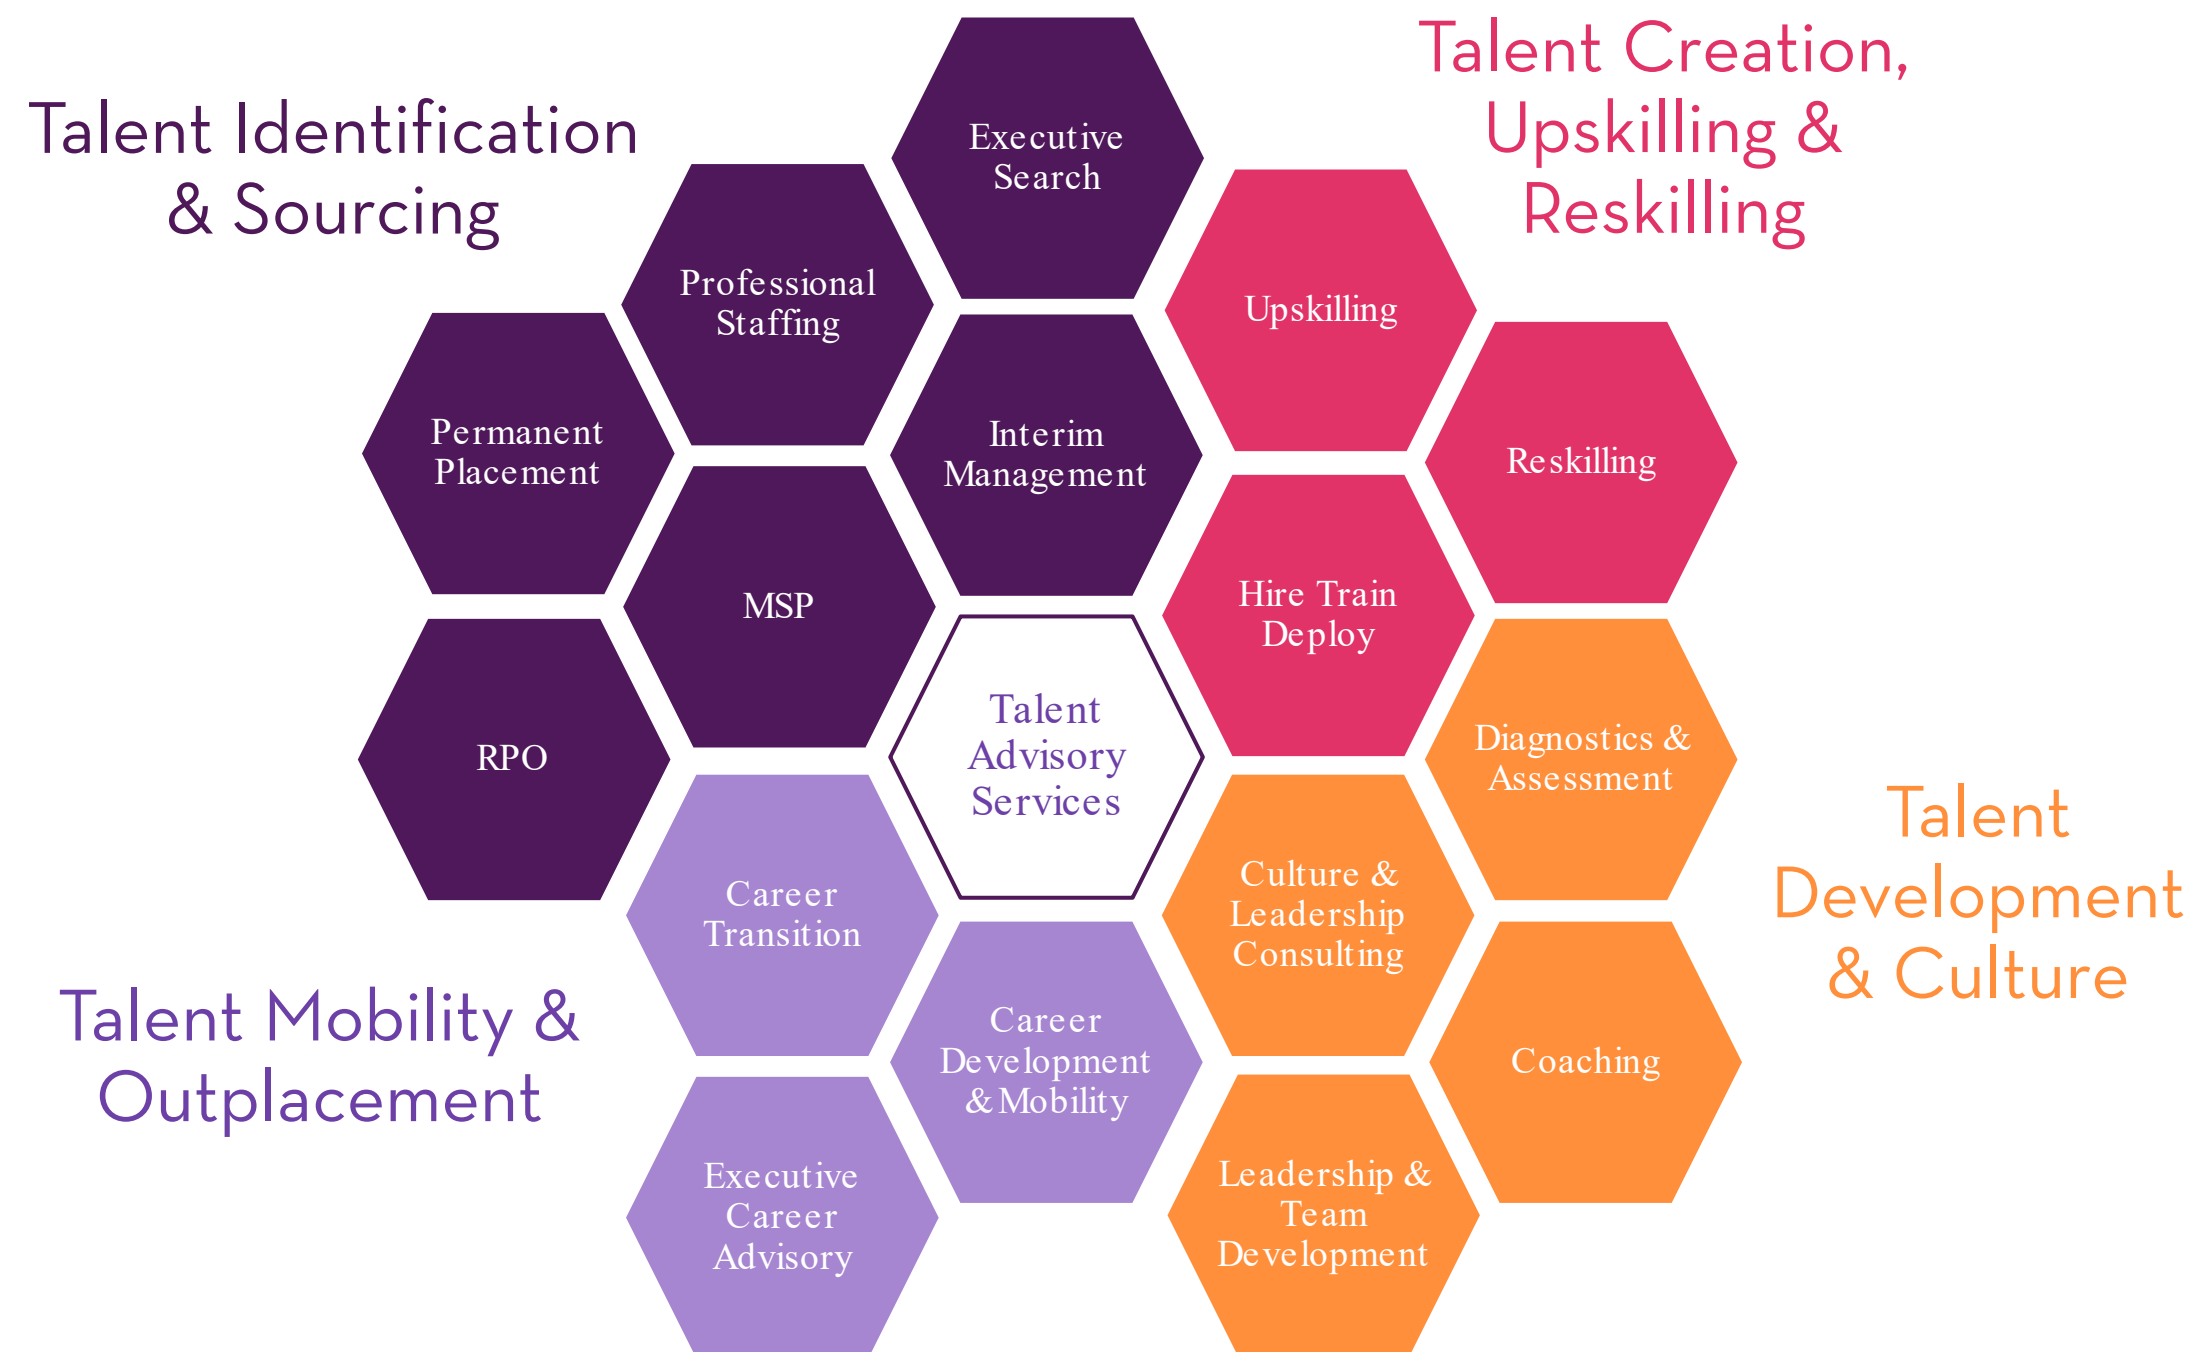 Talent Identification
& Sourcing
Talent Creation,
Upskilling &
Reskilling
Executive
Search
Professional
Staffing
Upskilling
Permanent
Placement
Interim
Management
Reskilling
MSP
Hire Train
Deploy
RPO
Talent
Advisory
Services
Diagnostics &
Assessment
Career
Transition
Culture &
Leadership
Consulting
Talent
Development
& Culture
Talent Mobility &
Outplacement
Career
Development
& Mobility
Coaching
Executive
Career
Advisory
Leadership &
Team
Development